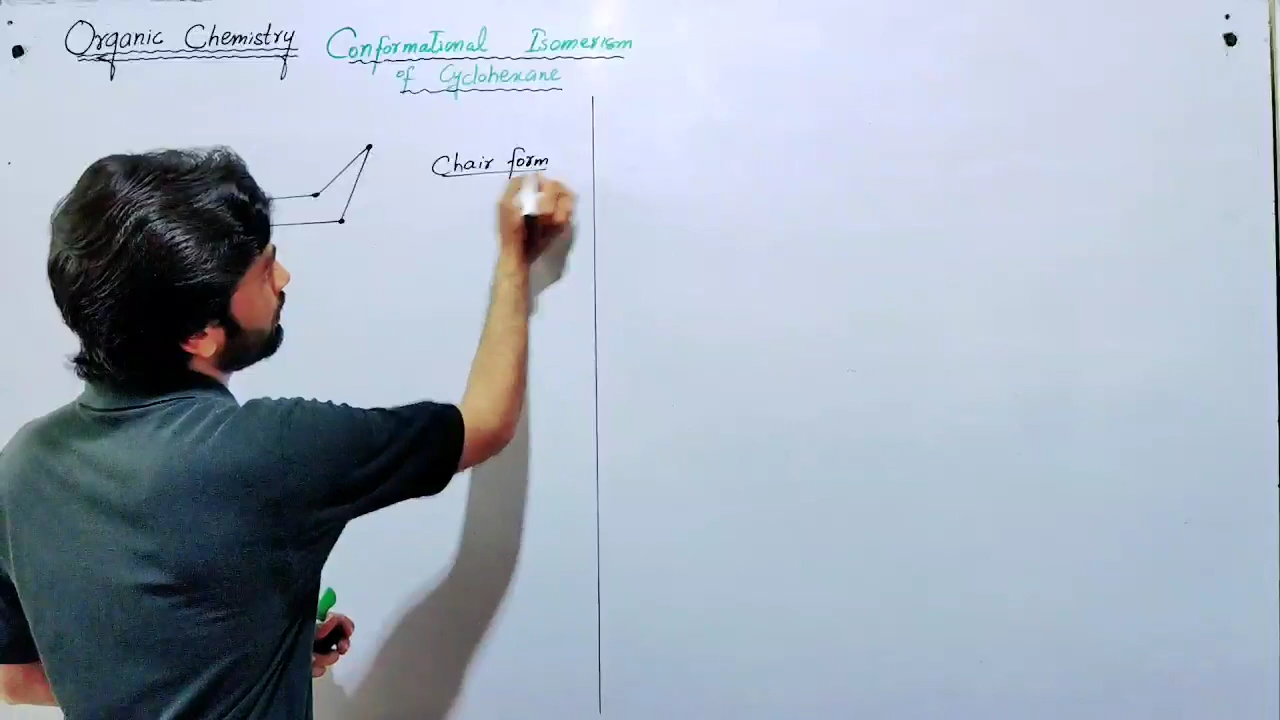 Organic Chemistry Conformational Isomerism
of Cyclohexane
Chair form